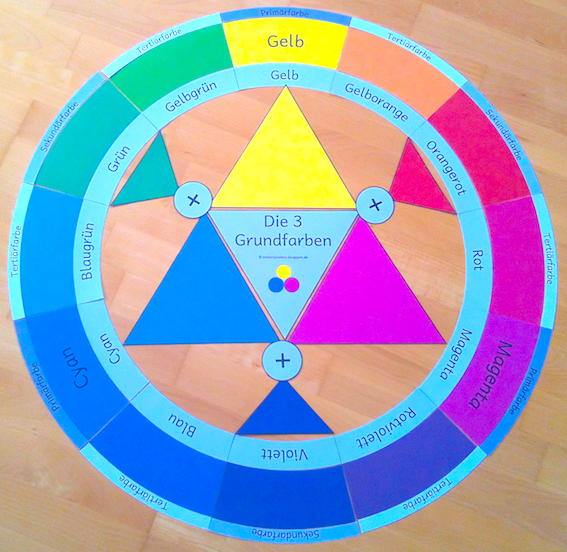 Primärfarbe
Gelb
Gelb
Tertiärfarbe
Gelborange
Sekundärfarbe
Orangerot
Tertiärfarbe
Rot
Primärfarbe
Magenta
Magenta
Tertiärfarbe
Rotviolett
Sekundärfarbe
Violett
Tertiärfarbe
Blau
Primärfarbe
Cyan
Cyan
Tertiärfarbe
Blaugrün
Sekundärfarbe
Grün
Tertiärfarbe
Gelbgrün
+
+
Die 3
Grundfarben
+